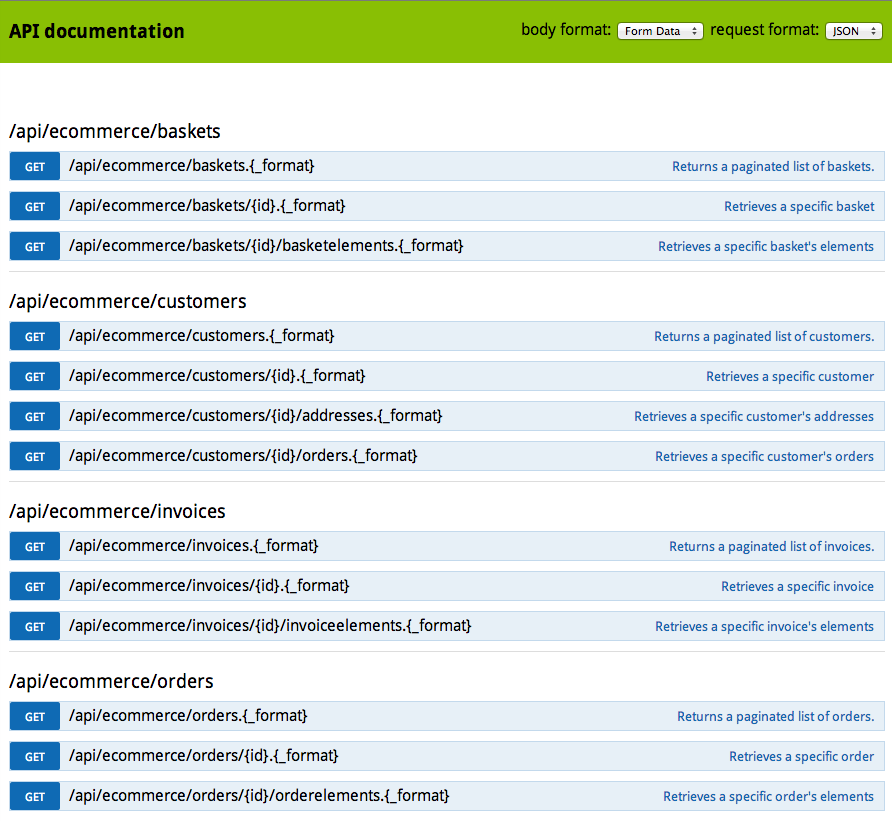 API documentation body format: Form Data request format: JSON
/api/ecommerce/baskets
GET /api/ecommerce/baskets.{_format} Returns a paginated list of baskets.
GET /api/ecommerce/baskets/{id}.{_format} Retrieves a specific basket
GET /api/ecommerce/baskets/{id}/basketelements.{_format} Retrieves a specific basket's elements
/api/ecommerce/customers
GET /api/ecommerce/customers.{_format} Returns a paginated list of customers.
GET /api/ecommerce/customers/{id}.{_format} Retrieves a specific customer
GET /api/ecommerce/customers/{id}/addresses.{_format} Retrieves a specific customer's addresses
GET /api/ecommerce/customers/{id}/orders.{_format} Retrieves a specific customer's orders
/api/ecommerce/invoices
GET /api/ecommerce/invoices.{_format} Returns a paginated list of invoices.
GET /api/ecommerce/invoices/{id}.{_format} Retrieves a specific invoice
GET /api/ecommerce/invoices/{id}/invoiceelements.{_format} Retrieves a specific invoice's elements
/api/ecommerce/orders
GET /api/ecommerce/orders.{_format} Returns a paginated list of orders.
GET /api/ecommerce/orders/{id}.{_format} Retrieves a specific order
GET /api/ecommerce/orders/{id}/orderelements.{_format} Retrieves a specific order's elements